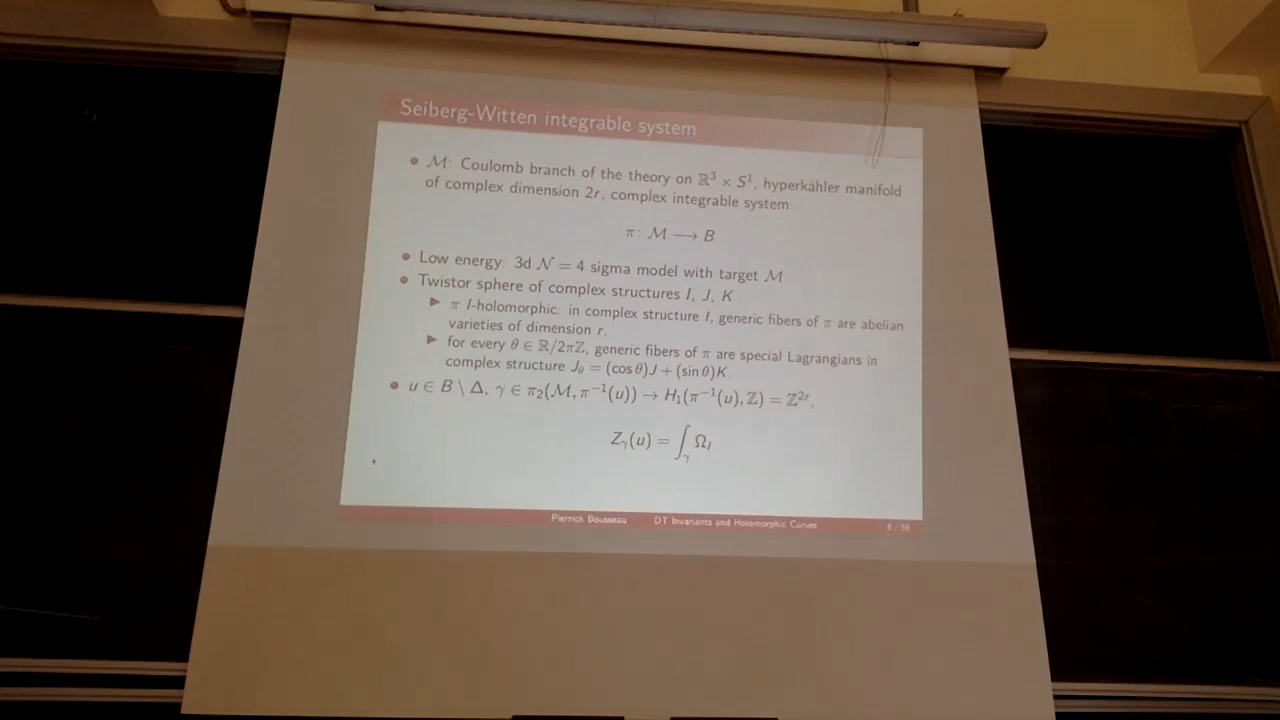 Seiberg-Witten integrable system
• M: Coulomb branch of the theory on ℝ³ × S¹, hyperkähler manifold
of complex dimension 2r, complex integrable system:
π: M ⟶ B
• Low energy: 3d N = 4 sigma model with target M
• Twistor sphere of complex structures I, J, K
▶ π I-holomorphic: in complex structure I, generic fibers of π are abelian
varieties of dimension r.
▶ for every θ ∈ ℝ/2πℤ, generic fibers of π are special Lagrangians in
complex structure J_θ = (cos θ)J + (sin θ)K.
• u ∈ B \ Δ, γ ∈ π₂(M, π⁻¹(u)) → H₁(π⁻¹(u), ℤ) = ℤ²ʳ,
Z_γ(u) = ∫_γ Ω_I
Pierrick Bousseau DT Invariants and Holomorphic Curves 8 / 38